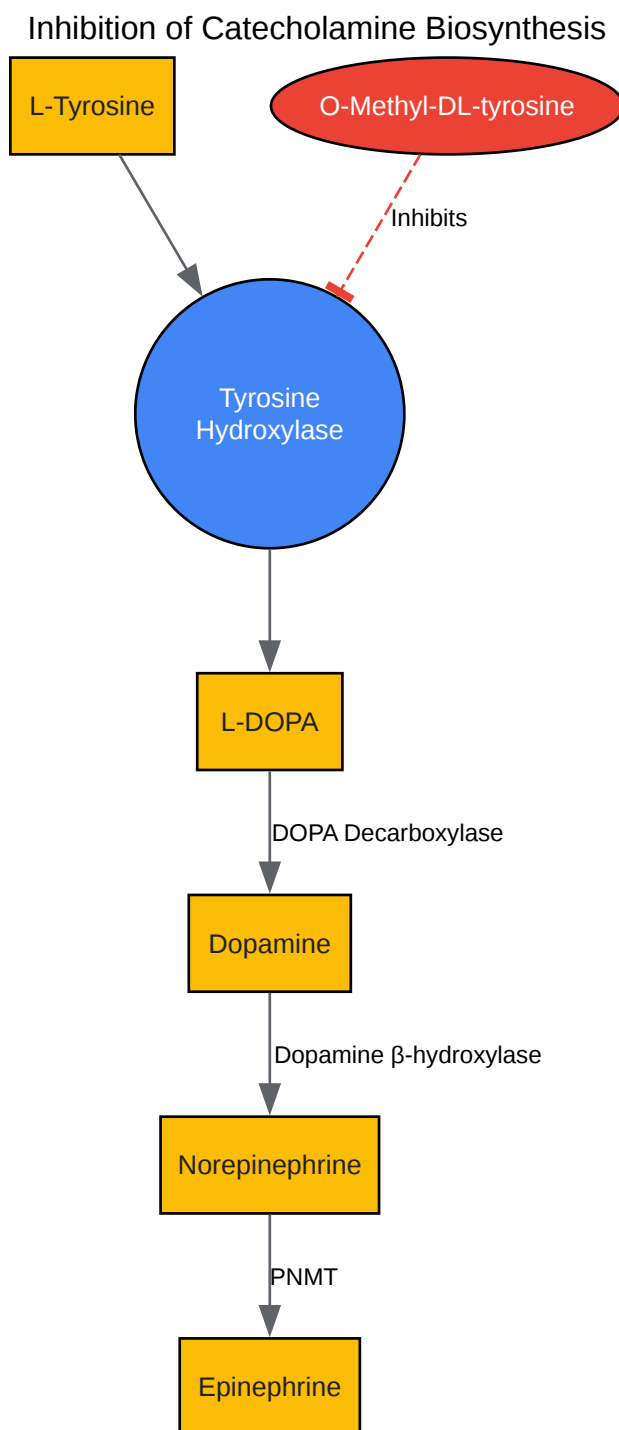 Inhibition of Catecholamine Biosynthesis
L-Tyrosine
O-Methyl-DL-tyrosine
Inhibits
Tyrosine
Hydroxylase
L-DOPA
DOPA Decarboxylase
Dopamine
Dopamine β-hydroxylase
Norepinephrine
PNMT
Epinephrine